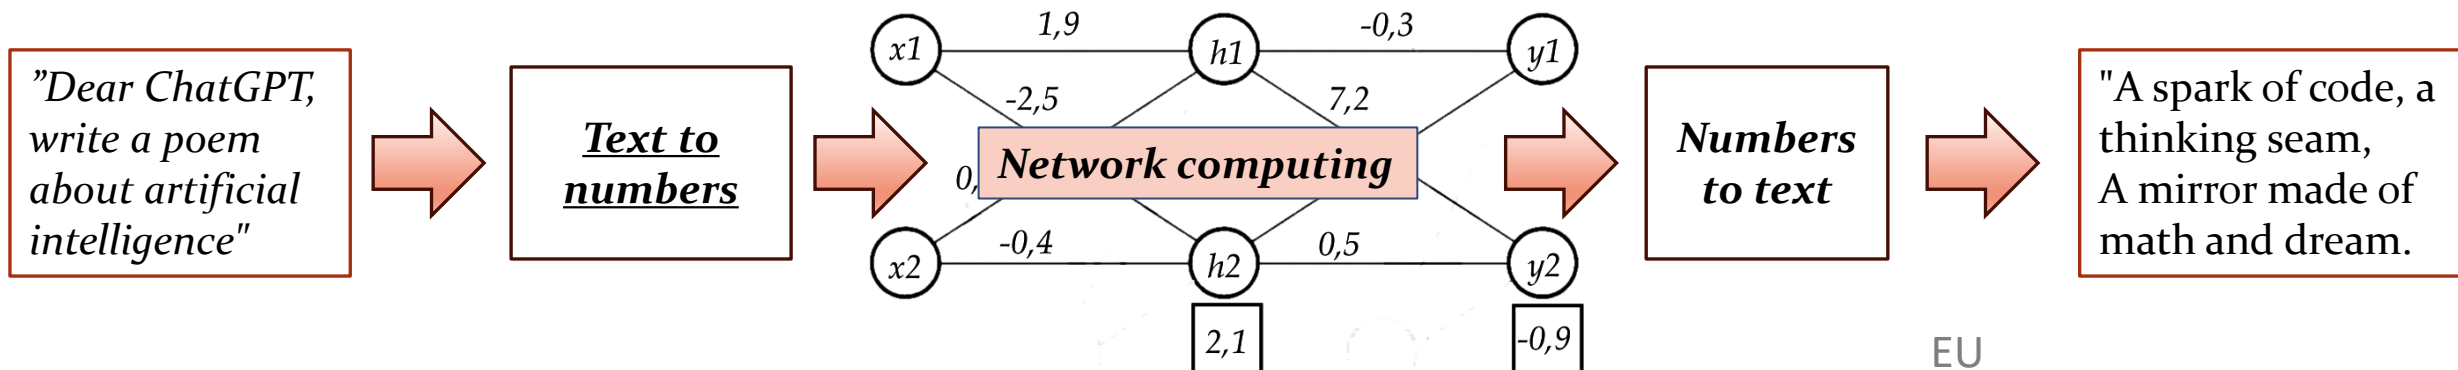 ”Dear ChatGPT,
write a poem
about artificial
intelligence"
Text to
numbers
x1
1,9
h1
-0,3
y1
-2,5
7,2
0,
Network computing
x2
-0,4
h2
0,5
y2
2,1
-0,9
Numbers
to text
"A spark of code, a
thinking seam,
A mirror made of
math and dream.
EU